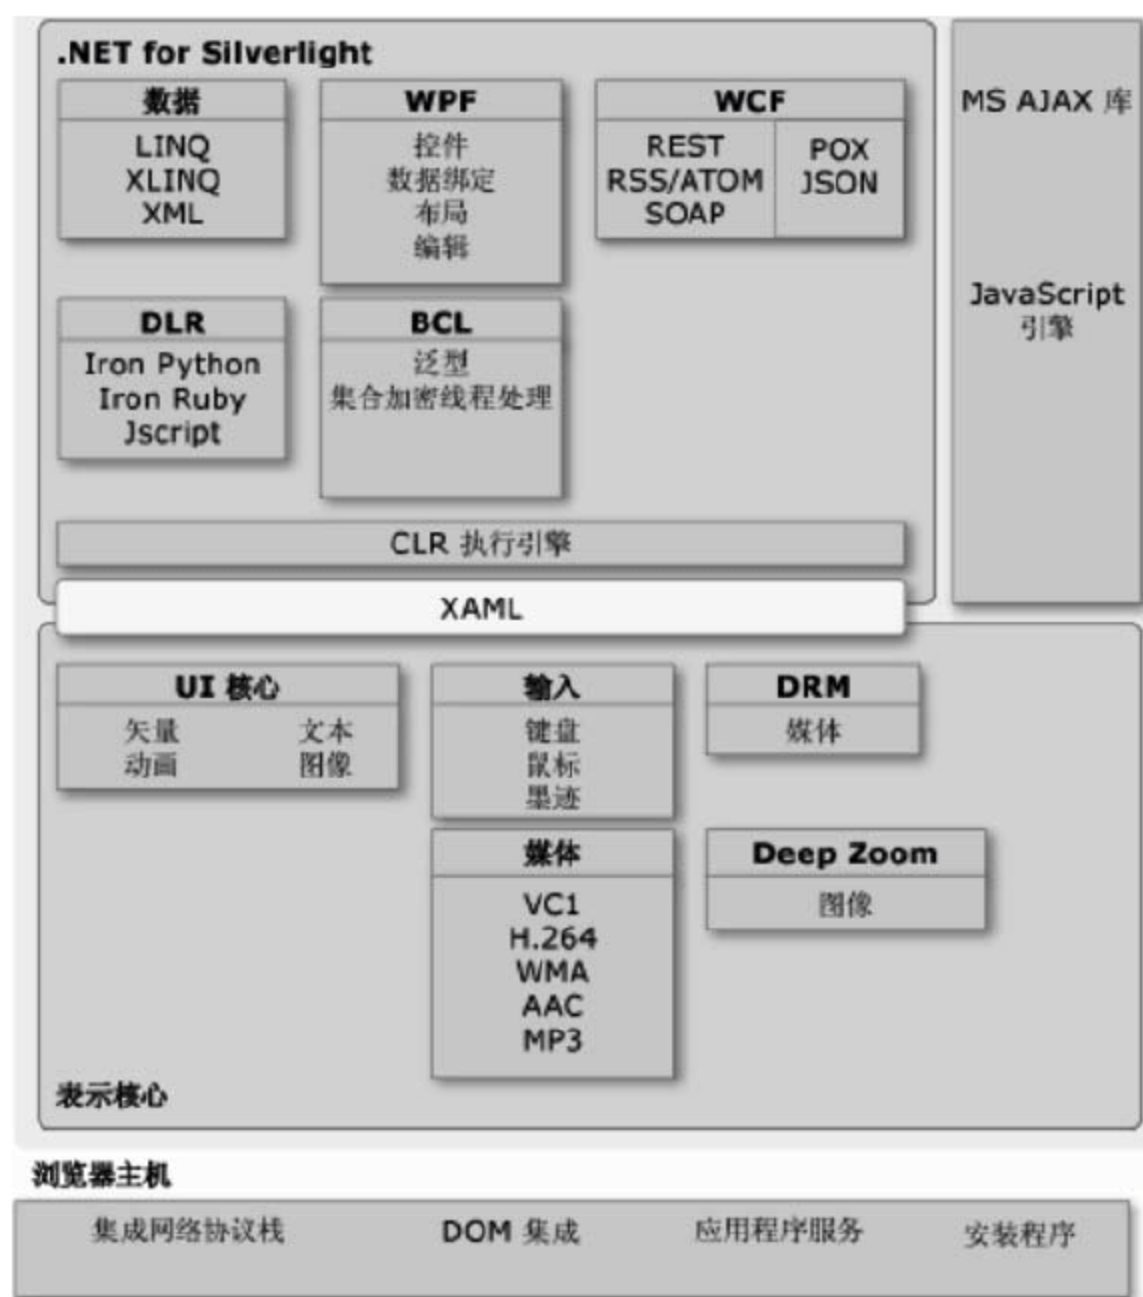 .NET for Silverlight
数据
LINQ
XLINQ
XML
WPF
控件
数据绑定
布局
编辑
WCF
REST
RSS/ATOM
SOAP
POX
JSON
MS AJAX 库
JavaScript
引擎
DLR
Iron Python
Iron Ruby
Jscript
BCL
泛型
集合加密线程处理
CLR 执行引擎
XAML
UI 核心
矢量 文本
动画 图像
输入
键盘
鼠标
墨迹
DRM
媒体
媒体
VC1
H.264
WMA
AAC
MP3
Deep Zoom
图像
表示核心
浏览器主机
集成网络协议栈 DOM 集成 应用程序服务 安装程序